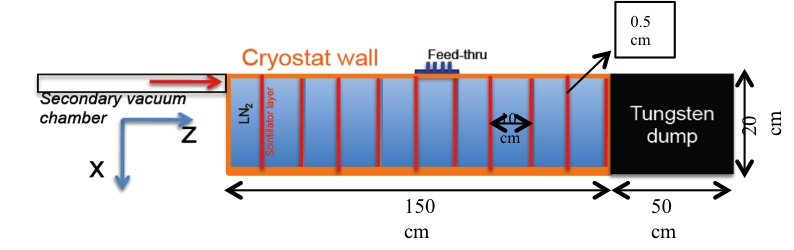 0.5
cm
Feed-thru
Cryostat wall
Secondary vacuum
chamber
LN2
Scintillator layer
Z
X
10
cm
Tungsten
dump
20
cm
150
cm
50
cm